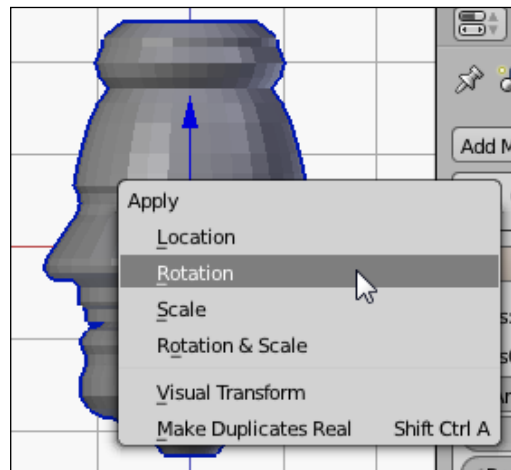 Add M
Apply
Location
Rotation
Scale
Rotation & Scale
Visual Transform
Make Duplicates Real Shift Ctrl A